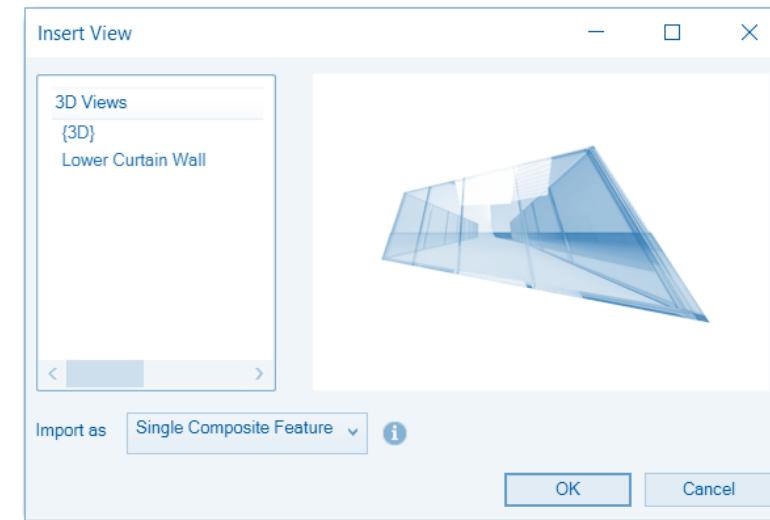 Insert View
3D Views
{3D}
Lower Curtain Wall
Import as
Single Composite Feature
OK
Cancel